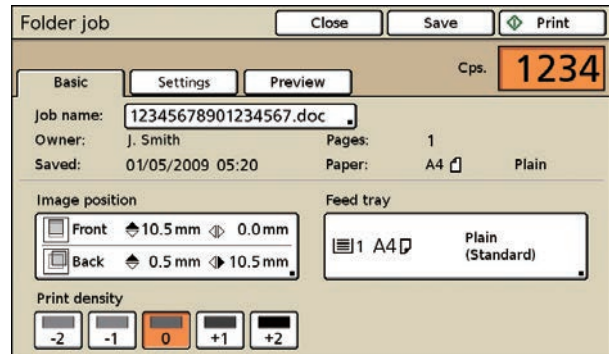 Folder job Close Save Print
Cps. 1234
Basic Settings Preview
Job name: 12345678901234567.doc
Owner: J. Smith Pages: 1
Saved: 01/05/2009 05:20 Paper: A4 Plain
Image position Feed tray
Front 10.5 mm 0.0 mm
Back 0.5 mm 10.5 mm
1 A4 Plain
(Standard)
Print density
-2 -1 0 +1 +2